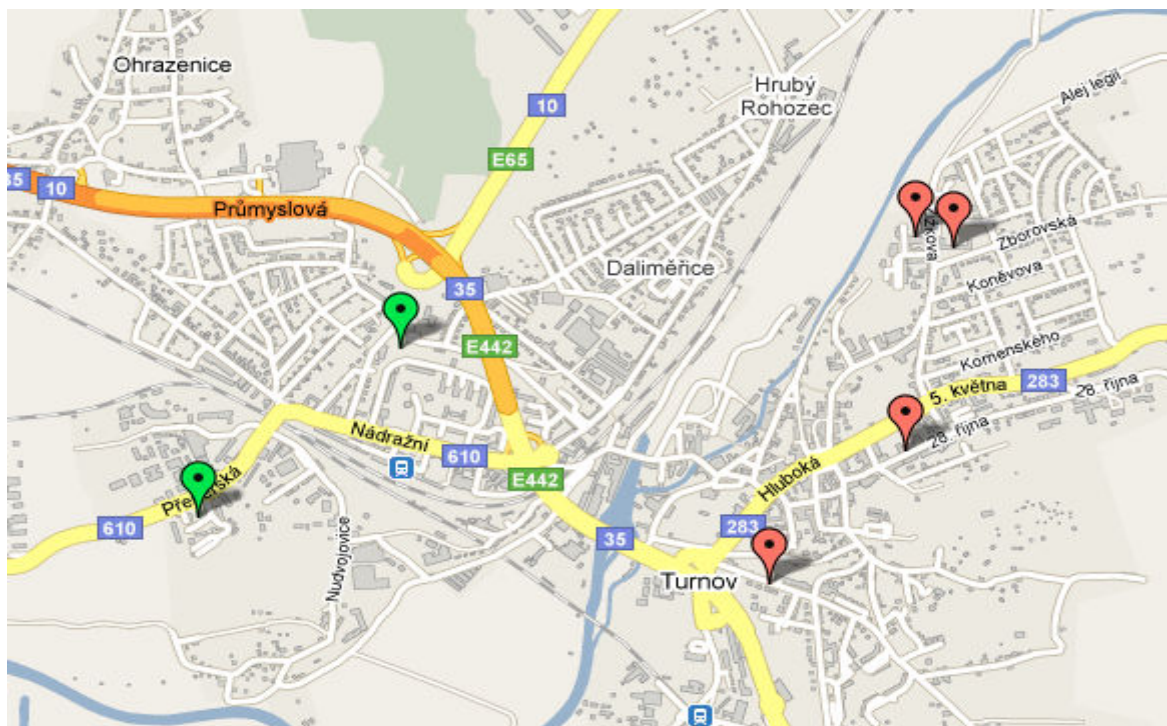 Ohrazenice
Hrubý
Rohozec
Alej legií
10
E65
35
10
Průmyslová
Zborovská
Daliměřice
Koněvova
35
E442
Komenského
5. května
283
28. října
28. října
Nádražní
610
Hluboká
E442
Přeperská
610
283
35
Nudvojovice
Turnov